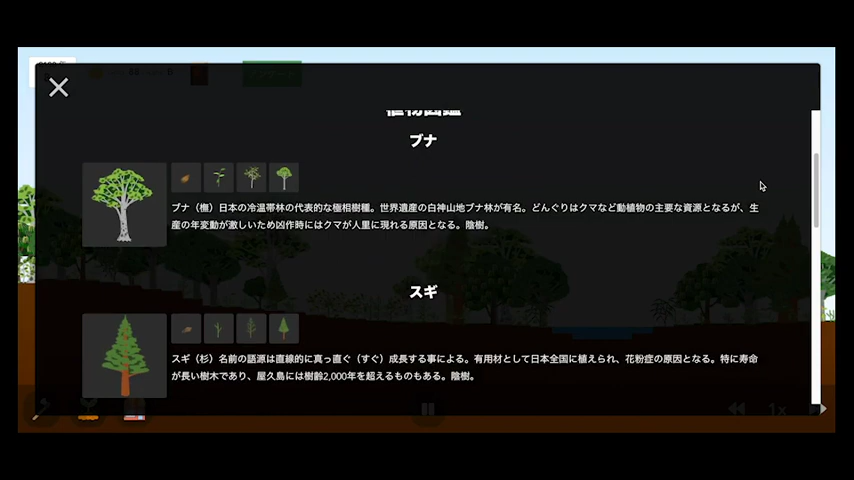 植物図鑑
ブナ
ブナ（橅）日本の冷温帯林の代表的な極相樹種。世界遺産の白神山地ブナ林が有名。どんぐりはクマなど動植物の主要な資源となるが、生
産の年変動が激しいため凶作時にはクマが人里に現れる原因となる。陰樹。
スギ
スギ（杉）名前の語源は直線的に真っ直ぐ（すぐ）成長する事による。有用材として日本全国に植えられ、花粉症の原因となる。特に寿命
が長い樹木であり、屋久島には樹齢2,000年を超えるものもある。陰樹。
1x